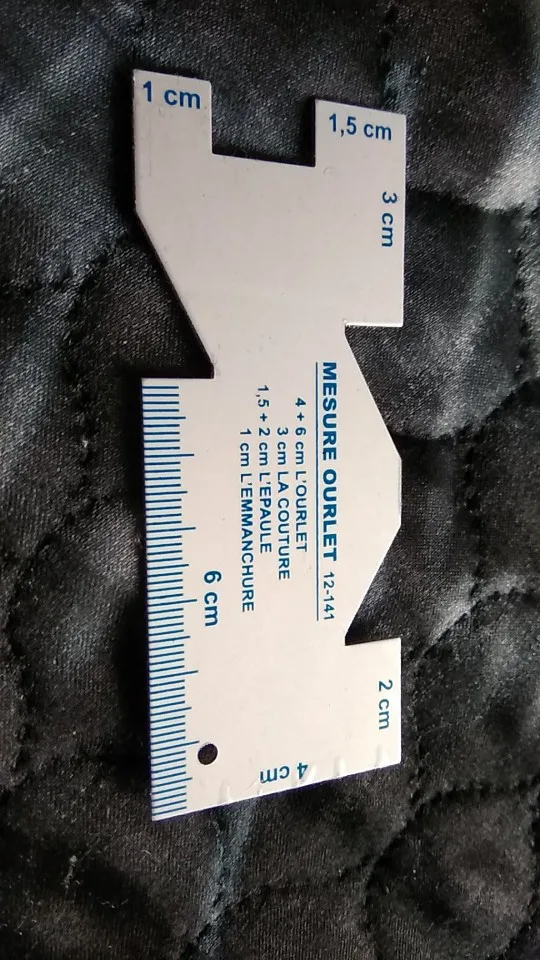 1 cm
1,5 cm
3 cm
MESURE OURLET 12-141
4 + 6 cm L'OURLET
3 cm LA COUTURE
1,5 + 2 cm L'EPAULE
1 cm L'EMMANCHURE
6 cm
2 cm
4 cm